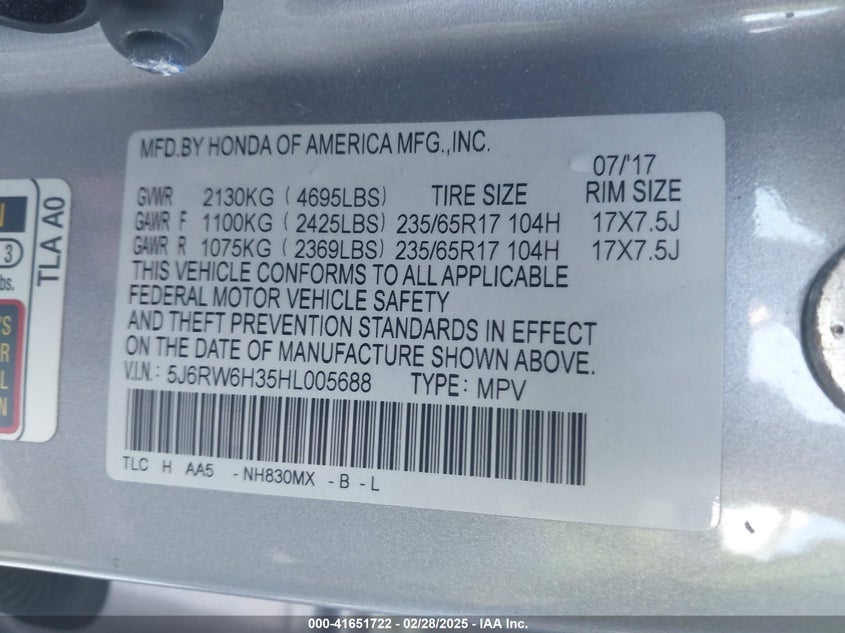 MFD.BY HONDA OF AMERICA MFG.,INC.
07/'17
GVWR 2130KG ( 4695LBS) TIRE SIZE RIM SIZE
GAWR F 1100KG ( 2425LBS) 235/65R17 104H 17X7.5J
GAWR R 1075KG ( 2369LBS) 235/65R17 104H 17X7.5J
THIS VEHICLE CONFORMS TO ALL APPLICABLE
FEDERAL MOTOR VEHICLE SAFETY
AND THEFT PREVENTION STANDARDS IN EFFECT
ON THE DATE OF MANUFACTURE SHOWN ABOVE.
V.I.N.: 5J6RW6H35HL005688 TYPE: MPV
TLC H AA5 -NH830MX -B -L
TLA A0
3
000-41651722 - 02/28/2025 - IAA Inc.